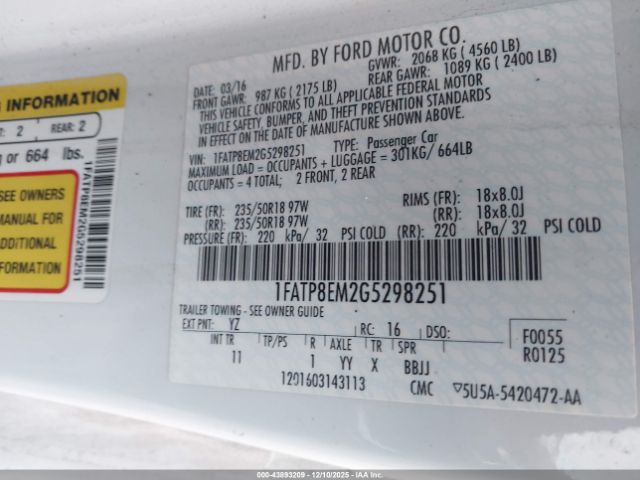 G INFORMATION
T: 2 REAR: 2
g or 664 lbs.
SEE OWNERS
MANUAL FOR
ADDITIONAL
INFORMATION
1FATP8EM2G5298251
MFD. BY FORD MOTOR CO.
DATE: 03/16 GVWR: 2068 KG (4560 LB)
FRONT GAWR: 987 KG (2175 LB) REAR GAWR: 1089 KG (2400 LB)
THIS VEHICLE CONFORMS TO ALL APPLICABLE FEDERAL MOTOR
VEHICLE SAFETY, BUMPER, AND THEFT PREVENTION STANDARDS
IN EFFECT ON THE DATE OF MANUFACTURE SHOWN ABOVE.
VIN: 1FATP8EM2G5298251 TYPE: Passenger Car
MAXIMUM LOAD = OCCUPANTS + LUGGAGE = 301KG/ 664LB
OCCUPANTS = 4 TOTAL; 2 FRONT, 2 REAR
TIRE (FR): 235/50R18 97W RIMS (FR): 18x8.0J
(RR): 235/50R18 97W (RR): 18x8.0J
PRESSURE (FR): 220 kPa/ 32 PSI COLD (RR): 220 kPa/ 32 PSI COLD
1FATP8EM2G5298251
TRAILER TOWING - SEE OWNER GUIDE
EXT PNT: YZ RC: 16 DSO: F0055
INT TR TP/PS R AXLE TR SPR R0125
11 1 YY X BBJJ
1201603143113 CMC ▽5U5A-5420472-AA
000-43893209 - 12/10/2025 - IAA Holdings, LLC